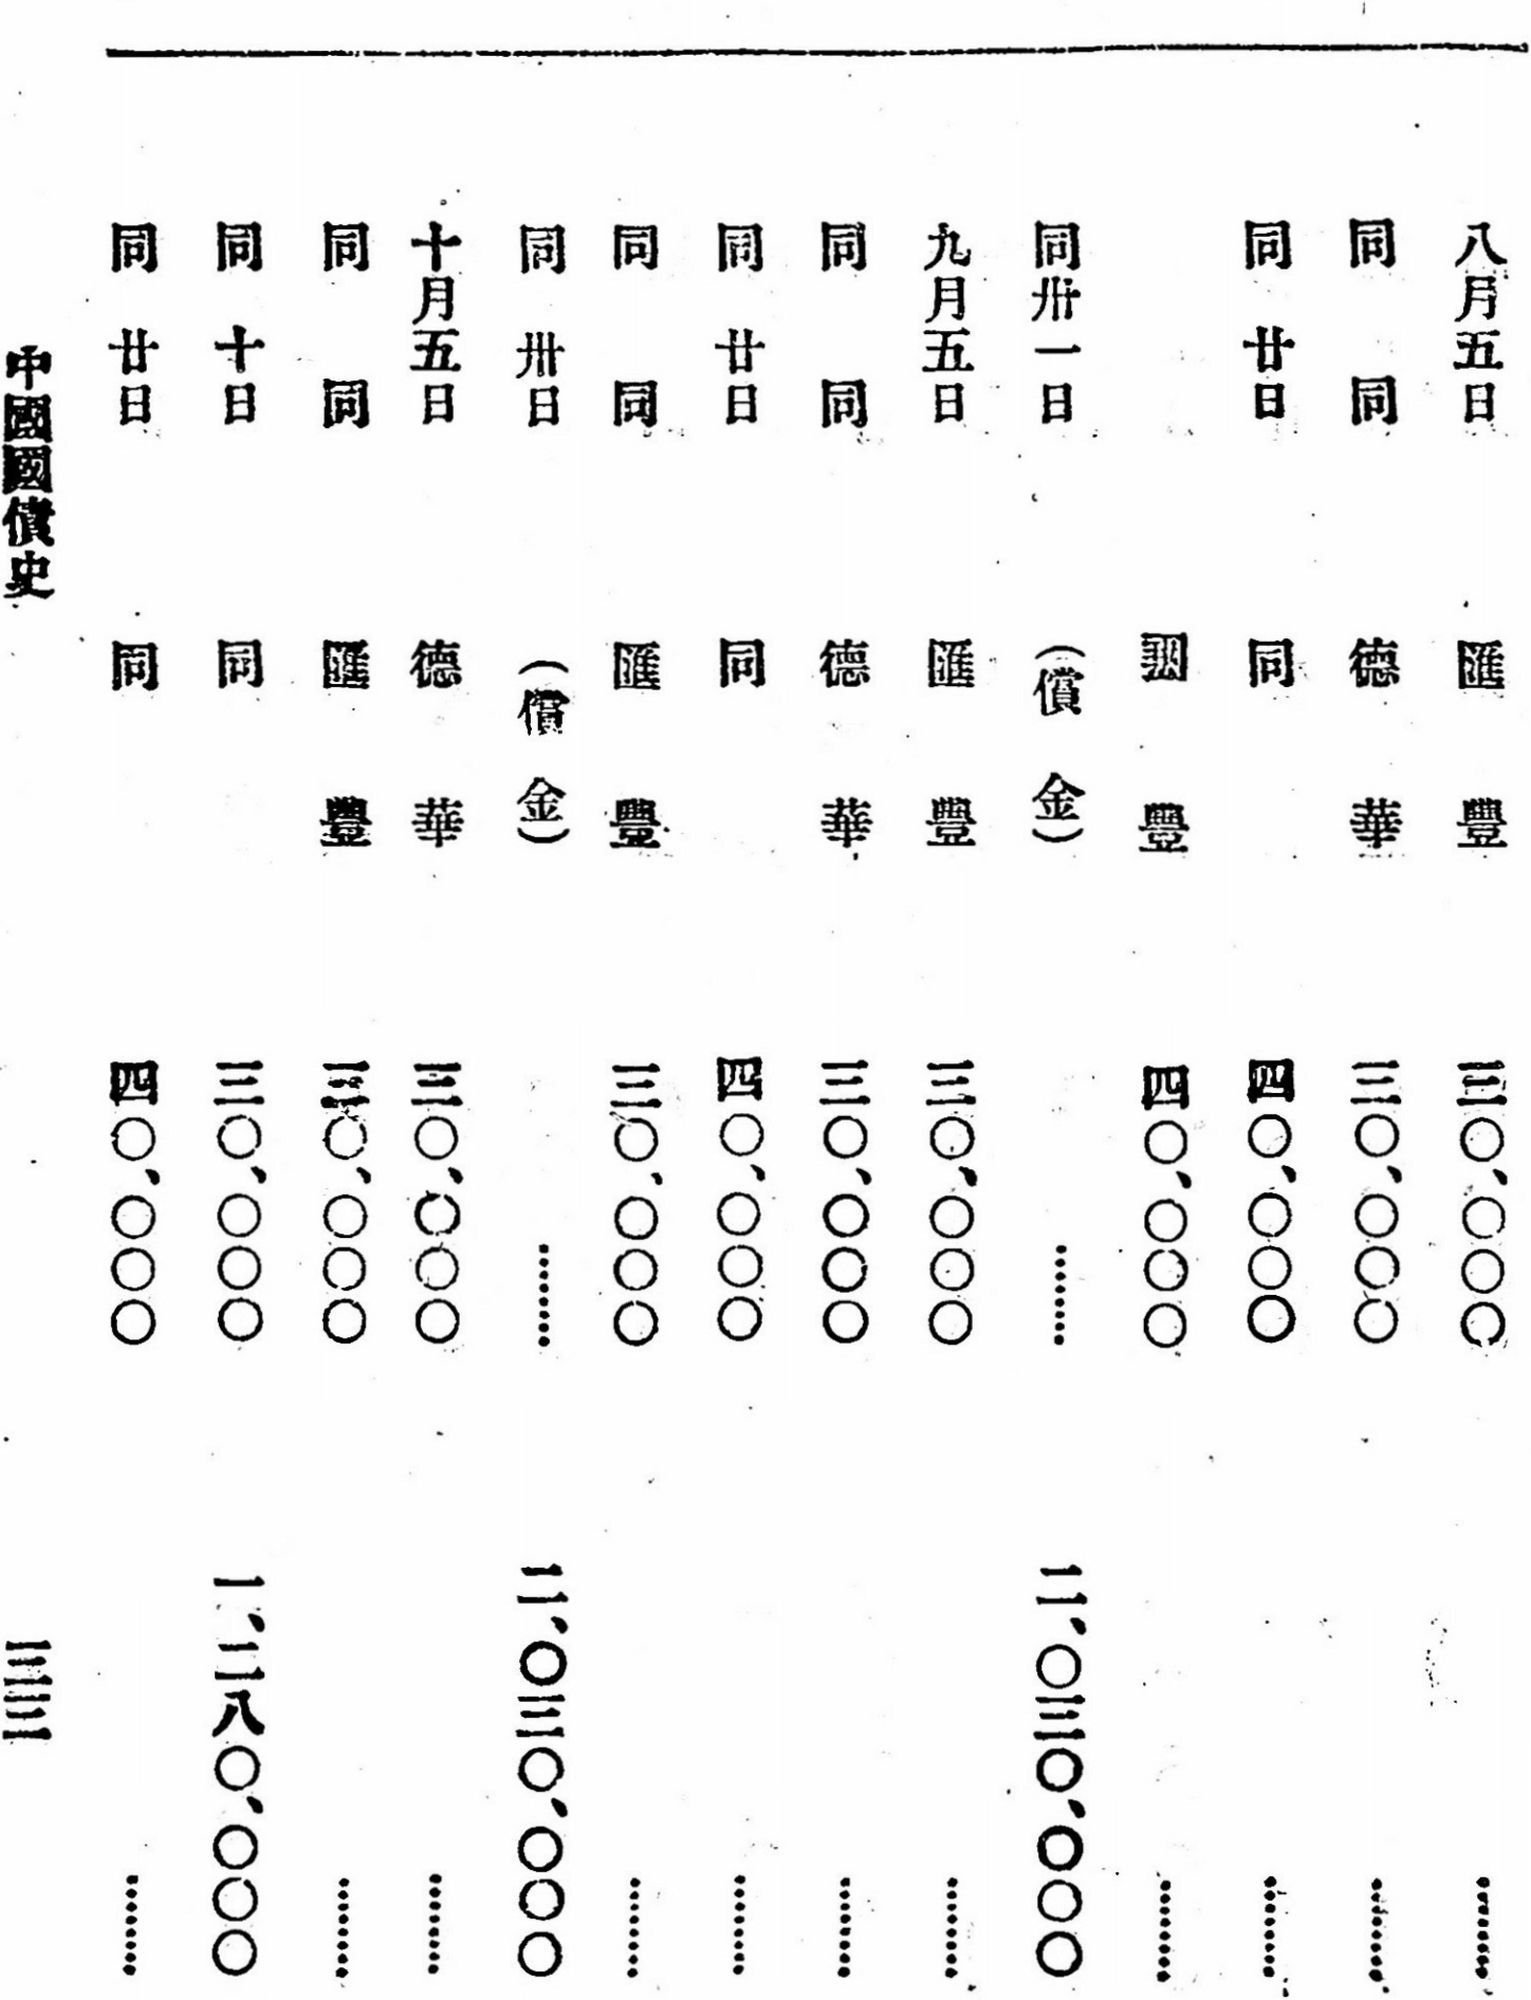 八月五日 匯豐 三〇、〇〇〇 ……
同 同 德華 三〇、〇〇〇 ……
同 廿日 同 四〇、〇〇〇 ……
豐 四〇、〇〇〇 ……
同卅一日 (償金) …… 二、〇三〇、〇〇〇
九月五日 匯豐 三〇、〇〇〇 ……
同 同 德華 三〇、〇〇〇 ……
同 廿日 同 四〇、〇〇〇 ……
同 同 匯豐 三〇、〇〇〇 ……
同 卅日 (償金) …… 二、〇三〇、〇〇〇
十月五日 德華 三〇、〇〇〇 ……
同 同 匯豐 三〇、〇〇〇 ……
同 十日 同 三〇、〇〇〇 一、二八〇、〇〇〇
同 廿日 同 四〇、〇〇〇 ……
中國國債史 三三